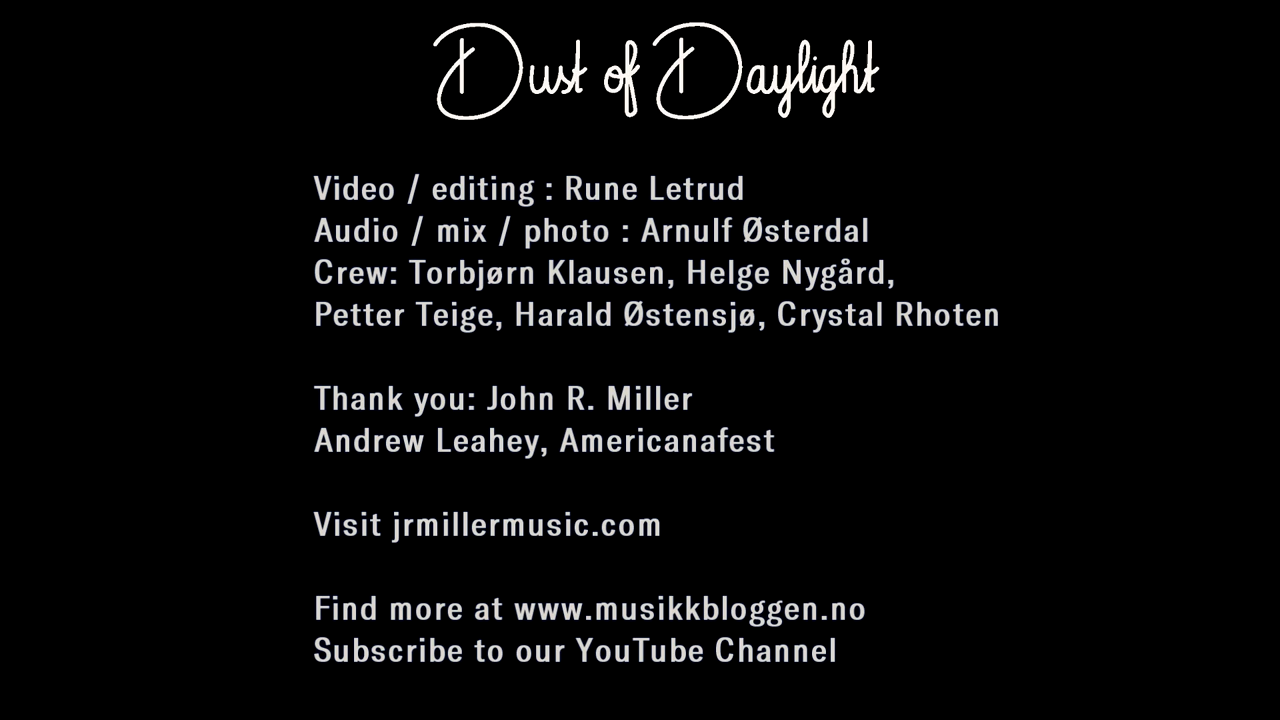 Dust of Daylight
Video / editing : Rune Letrud
Audio / mix / photo : Arnulf Østerdal
Crew: Torbjørn Klausen, Helge Nygård,
Petter Teige, Harald Østensjø, Crystal Rhoten
Thank you: John R. Miller
Andrew Leahey, Americanafest
Visit jrmillermusic.com
Find more at www.musikkbloggen.no
Subscribe to our YouTube Channel